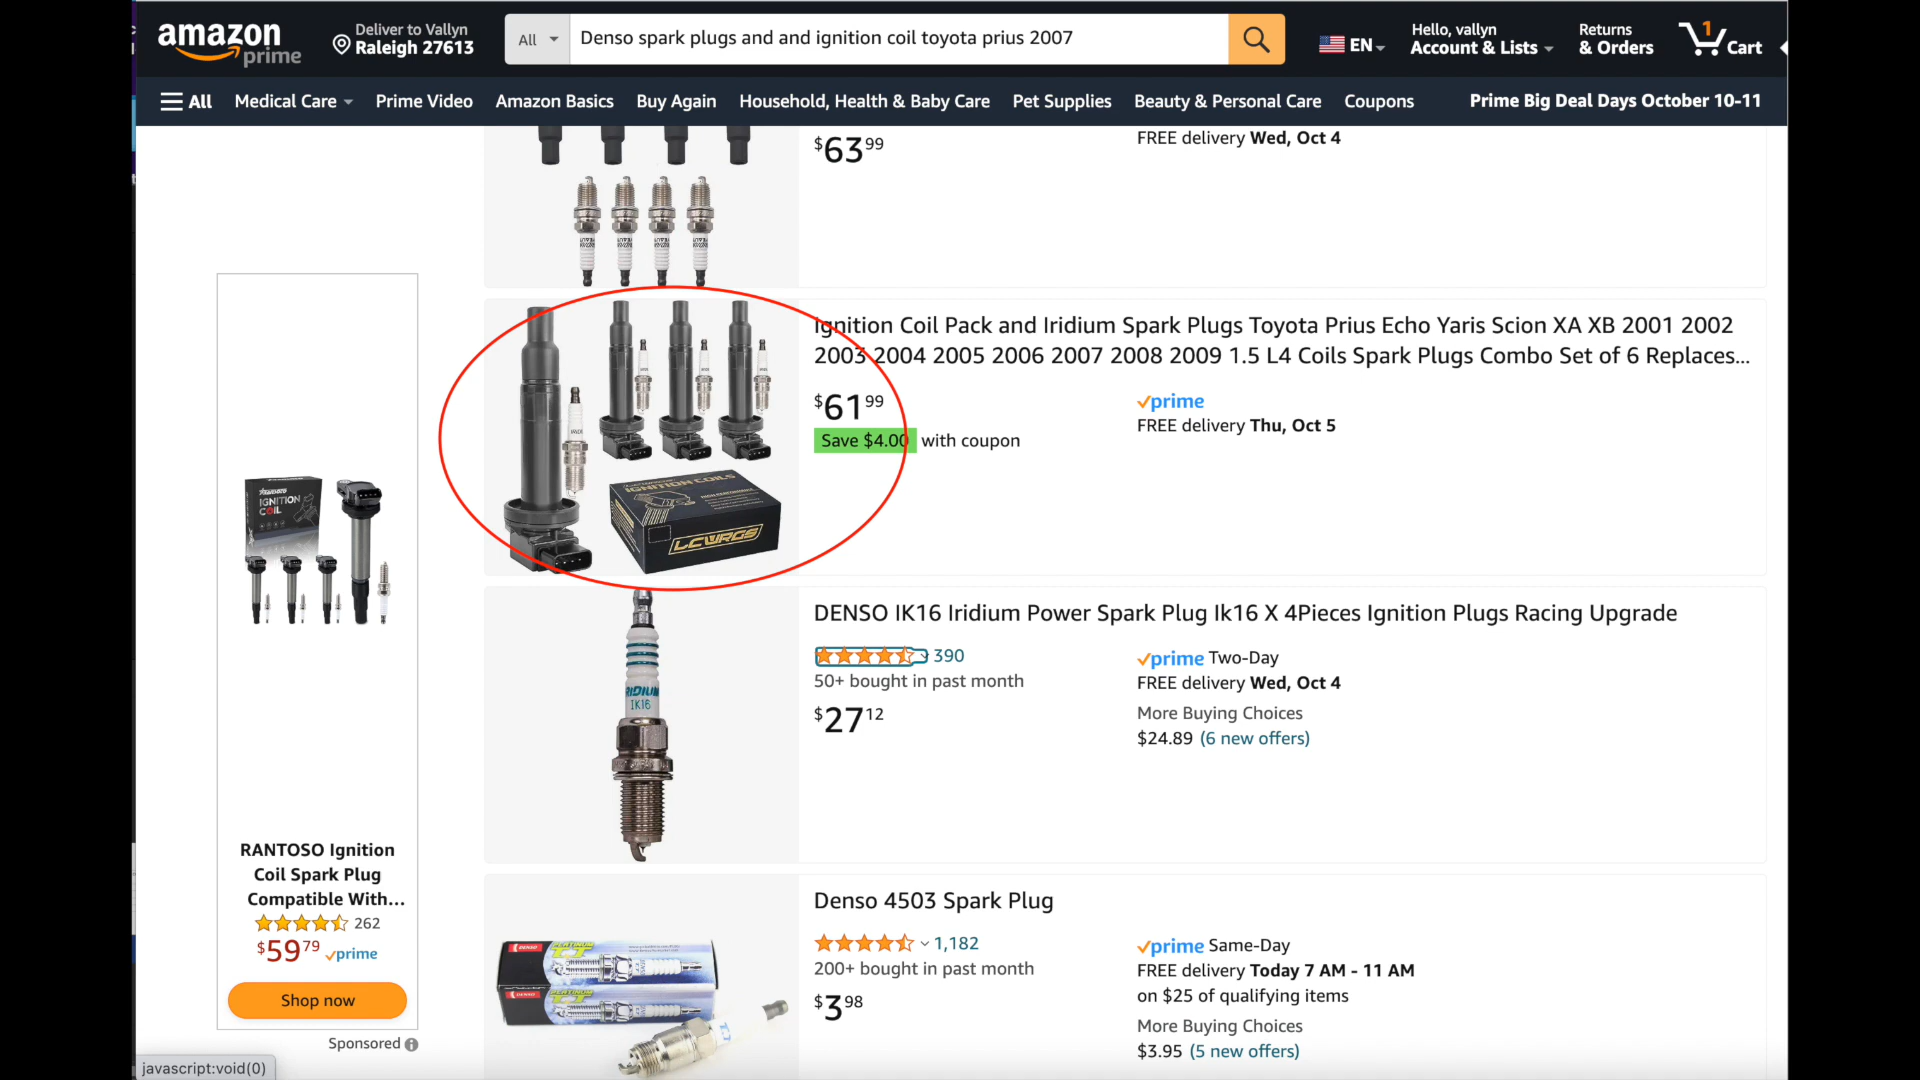 amazon
prime
Deliver to Vallyn
Raleigh 27613
All
Denso spark plugs and and ignition coil toyota prius 2007
EN
Hello, vallyn
Account & Lists
Returns
& Orders
1
Cart
All
Medical Care
Prime Video
Amazon Basics
Buy Again
Household, Health & Baby Care
Pet Supplies
Beauty & Personal Care
Coupons
Prime Big Deal Days October 10-11
$63 99
FREE delivery Wed, Oct 4
Ignition Coil Pack and Iridium Spark Plugs Toyota Prius Echo Yaris Scion XA XB 2001 2002
2003 2004 2005 2006 2007 2008 2009 1.5 L4 Coils Spark Plugs Combo Set of 6 Replaces...
$61 99
Save $4.00 with coupon
prime
FREE delivery Thu, Oct 5
IGNITION COILS
LCWRGS
DENSO IK16 Iridium Power Spark Plug Ik16 X 4Pieces Ignition Plugs Racing Upgrade
390
50+ bought in past month
$27 12
prime Two-Day
FREE delivery Wed, Oct 4
More Buying Choices
$24.89 (6 new offers)
IRIDIUM
IK16
Denso 4503 Spark Plug
1,182
200+ bought in past month
$3 98
prime Same-Day
FREE delivery Today 7 AM - 11 AM
on $25 of qualifying items
More Buying Choices
$3.95 (5 new offers)
DENSO
PLATINUM
TT
DENSO
PLATINUM
TT
IGNITION
COIL
RANTOSO Ignition
Coil Spark Plug
Compatible With...
262
$59 79
prime
Shop now
Sponsored
javascript:void(0)